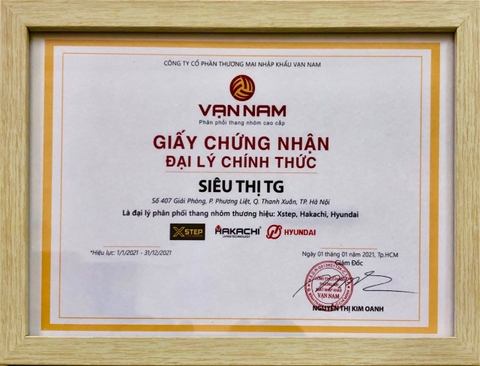 CÔNG TY CỔ PHẦN THƯƠNG MẠI NHẬP KHẨU VẠN NAM
VẠN NAM
Phân phối thang nhôm cao cấp
GIẤY CHỨNG NHẬN
ĐẠI LÝ CHÍNH THỨC
SIÊU THỊ TG
Số 407 Giải Phóng, P. Phương Liệt, Q. Thanh Xuân, TP. Hà Nội
Là đại lý phân phối thang nhôm thương hiệu: Xstep, Hakachi, Hyundai
XSTEP HAKACHI HYUNDAI
*Hiệu lực: 1/1/2021 - 31/12/2021
Ngày 01 tháng 01 năm 2021, Tp.HCM
Giám Đốc
VẠN NAM
NGUYỄN THỊ KIM OANH